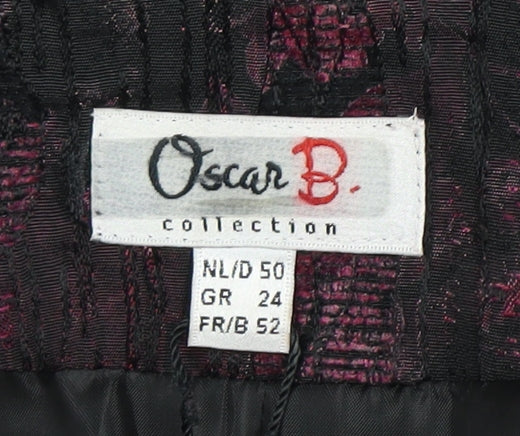 Oscar B.
collection
NL/D 50
GR 24
FR/B 52